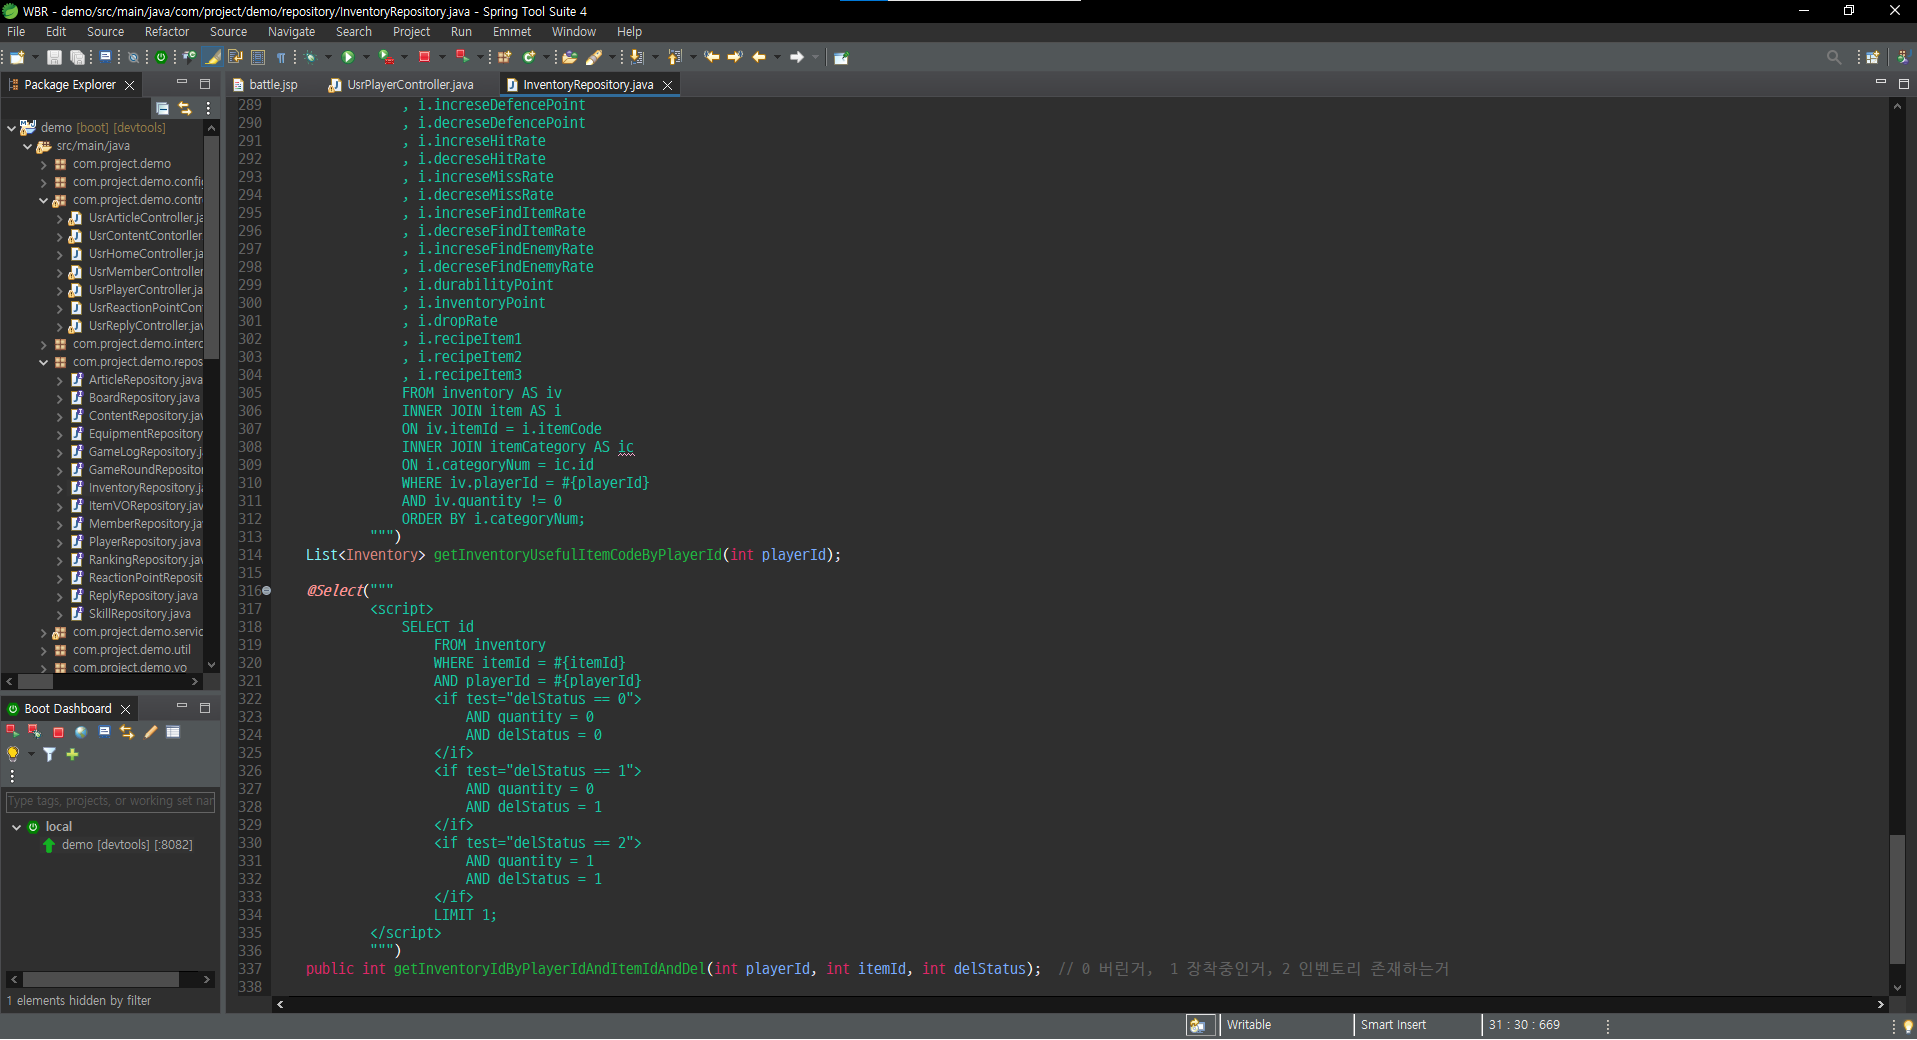 WBR - demo/src/main/java/com/project/demo/repository/InventoryRepository.java - Spring Tool Suite 4
File Edit Source Refactor Source Navigate Search Project Run Emmet Window Help
Package Explorer
battle.jsp
UsrPlayerController.java
InventoryRepository.java
demo [boot] [devtools]
src/main/java
com.project.demo
com.project.demo.confi
com.project.demo.contr
UsrArticleController.ja
UsrContentContorller
UsrHomeController.ja
UsrMemberController
UsrPlayerController.ja
UsrReactionPointCon
UsrReplyController.jav
com.project.demo.interc
com.project.demo.repos
ArticleRepository.java
BoardRepository.java
ContentRepository.jav
EquipmentRepository
GameLogRepository.j
GameRoundRepositor
InventoryRepository.ja
ItemVORepository.jav
MemberRepository.ja
PlayerRepository.java
RankingRepository.jav
ReactionPointReposit
ReplyRepository.java
SkillRepository.java
com.project.demo.servic
com.project.demo.util
com.project.demo.vo
Boot Dashboard
Type tags, projects, or working set nar
local
demo [devtools] [:8082]
1 elements hidden by filter
289 , i.increseDefencePoint
290 , i.decreseDefencePoint
291 , i.increseHitRate
292 , i.decreseHitRate
293 , i.increseMissRate
294 , i.decreseMissRate
295 , i.increseFindItemRate
296 , i.decreseFindItemRate
297 , i.increseFindEnemyRate
298 , i.decreseFindEnemyRate
299 , i.durabilityPoint
300 , i.inventoryPoint
301 , i.dropRate
302 , i.recipeItem1
303 , i.recipeItem2
304 , i.recipeItem3
305 FROM inventory AS iv
306 INNER JOIN item AS i
307 ON iv.itemId = i.itemCode
308 INNER JOIN itemCategory AS ic
309 ON i.categoryNum = ic.id
310 WHERE iv.playerId = #{playerId}
311 AND iv.quantity != 0
312 ORDER BY i.categoryNum;
313 """)
314 List<Inventory> getInventoryUsefulItemCodeByPlayerId(int playerId);
315
316 @Select("""
317 <script>
318 SELECT id
319 FROM inventory
320 WHERE itemId = #{itemId}
321 AND playerId = #{playerId}
322 <if test="delStatus == 0">
323 AND quantity = 0
324 AND delStatus = 0
325 </if>
326 <if test="delStatus == 1">
327 AND quantity = 0
328 AND delStatus = 1
329 </if>
330 <if test="delStatus == 2">
331 AND quantity = 1
332 AND delStatus = 1
333 </if>
334 LIMIT 1;
335 </script>
336 """)
337 public int getInventoryIdByPlayerIdAndItemIdAndDel(int playerId, int itemId, int delStatus); // 0 버린거, 1 장착중인거, 2 인벤토리 존재하는거
338
Writable
Smart Insert
31 : 30 : 669